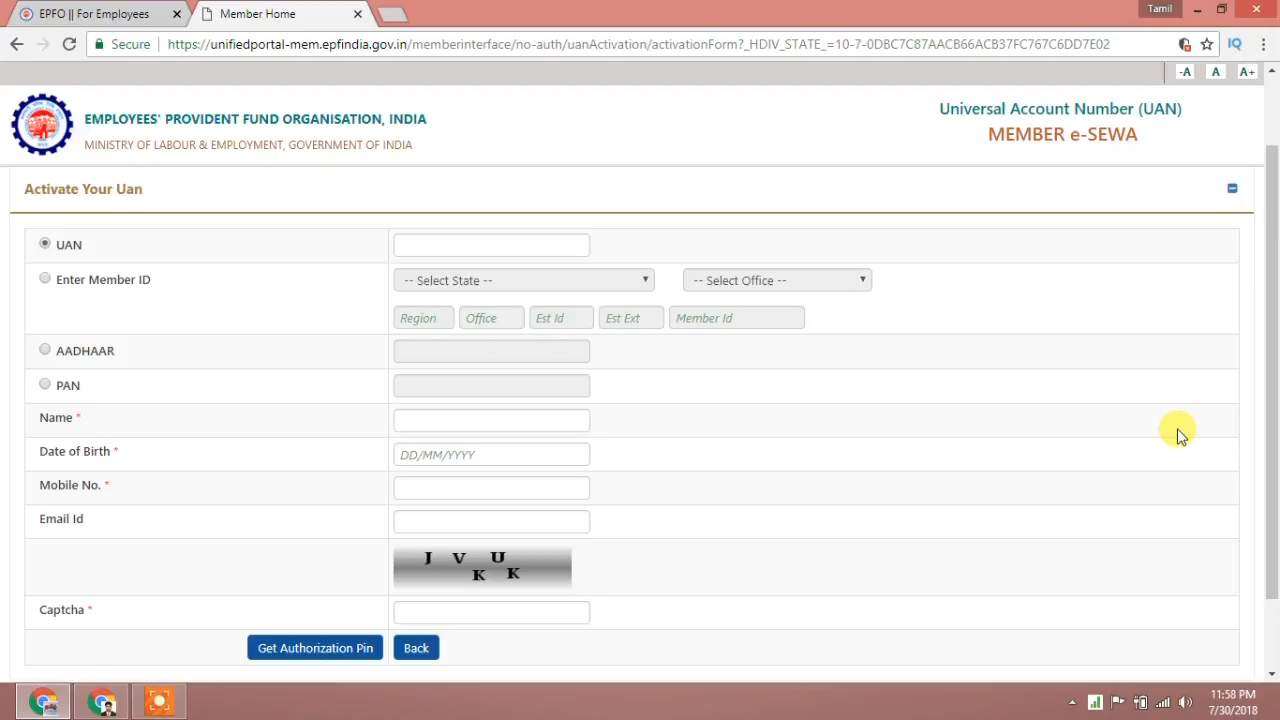 EPFO || For Employees
Member Home
Tamil
Secure https://unifiedportal-mem.epfindia.gov.in/memberinterface/no-auth/uanActivation/activationForm?_HDIV_STATE_=10-7-0DBC7C87AACB66ACB37FC767C6DD7E02
IQ
-A A A+
EMPLOYEES' PROVIDENT FUND ORGANISATION, INDIA
MINISTRY OF LABOUR & EMPLOYMENT, GOVERNMENT OF INDIA
Universal Account Number (UAN)
MEMBER e-SEWA
Activate Your Uan
UAN
Enter Member ID -- Select State -- -- Select Office --
Region Office Est Id Est Ext Member Id
AADHAAR
PAN
Name *
Date of Birth * DD/MM/YYYY
Mobile No. *
Email Id
J V K U K
Captcha *
Get Authorization Pin Back
11:58 PM
7/30/2018